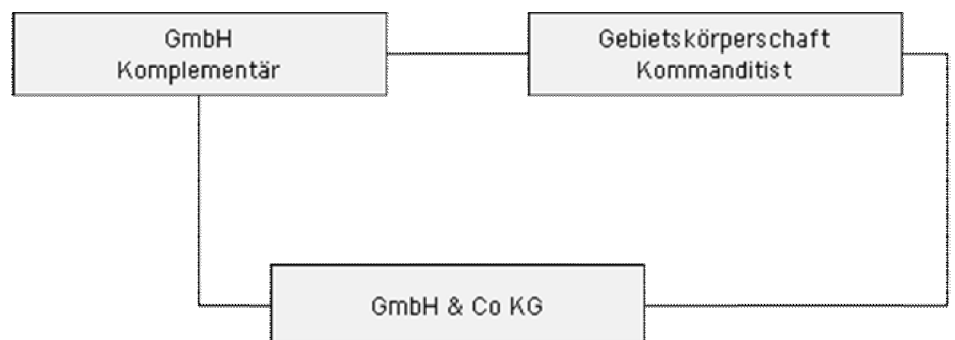 GmbH
Komplementär
Gebietskörperschaft
Kommanditist
GmbH & Co KG